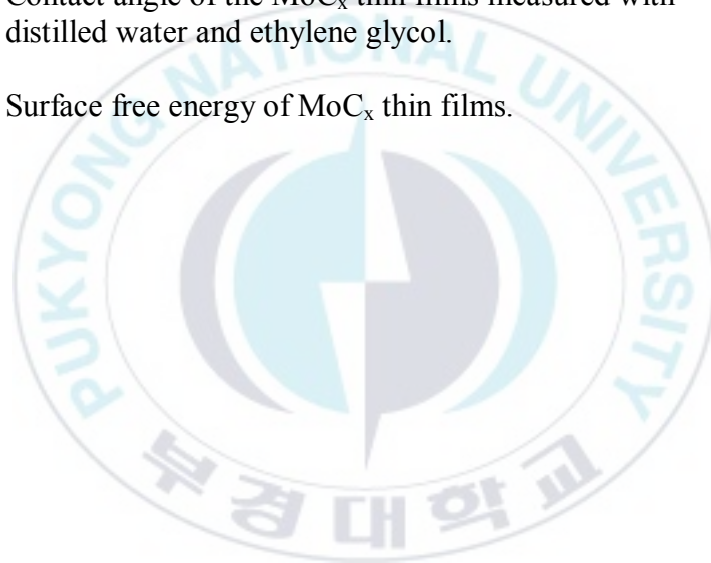 Contact angle of the MoCₓ thin films measured with
distilled water and ethylene glycol.
Surface free energy of MoCₓ thin films.
PUKYONG NATIONAL UNIVERSITY
부경대학교